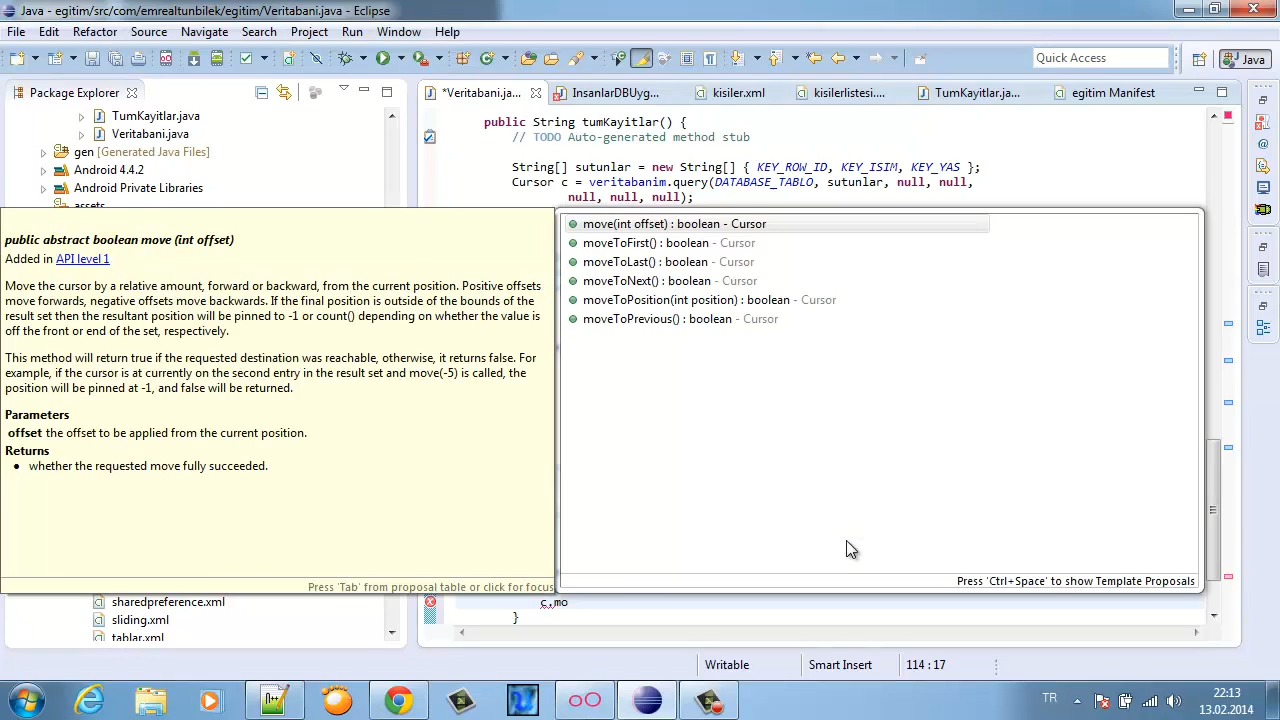 Java - egitim/src/com/emrealtunbilek/egitim/Veritabani.java - Eclipse
File Edit Refactor Source Navigate Search Project Run Window Help
Quick Access
Java
Package Explorer
*Veritabani.ja...
InsanlarDBUyg...
kisiler.xml
kisilerlistesi....
TumKayitlar.ja...
egitim Manifest
TumKayitlar.java
Veritabani.java
gen [Generated Java Files]
Android 4.4.2
Android Private Libraries
assets
public String tumKayitlar() {
// TODO Auto-generated method stub
String[] sutunlar = new String[] { KEY_ROW_ID, KEY_ISIM, KEY_YAS };
Cursor c = veritabanim.query(DATABASE_TABLO, sutunlar, null, null,
null, null, null);
public abstract boolean move (int offset)
Added in API level 1
Move the cursor by a relative amount, forward or backward, from the current position. Positive offsets
move forwards, negative offsets move backwards. If the final position is outside of the bounds of the
result set then the resultant position will be pinned to -1 or count() depending on whether the value is
off the front or end of the set, respectively.
This method will return true if the requested destination was reachable, otherwise, it returns false. For
example, if the cursor is at currently on the second entry in the result set and move(-5) is called, the
position will be pinned at -1, and false will be returned.
Parameters
offset the offset to be applied from the current position.
Returns
• whether the requested move fully succeeded.
Press 'Tab' from proposal table or click for focus
move(int offset) : boolean - Cursor
moveToFirst() : boolean - Cursor
moveToLast() : boolean - Cursor
moveToNext() : boolean - Cursor
moveToPosition(int position) : boolean - Cursor
moveToPrevious() : boolean - Cursor
Press 'Ctrl+Space' to show Template Proposals
sharedpreference.xml
sliding.xml
tablar.xml
c.mo
}
Writable
Smart Insert
114 : 17
TR
22:13
13.02.2014